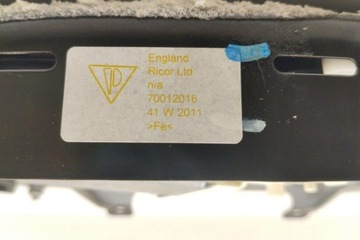 England
Ricor Ltd
n/a
70012016
41 W 2011
>Fe<